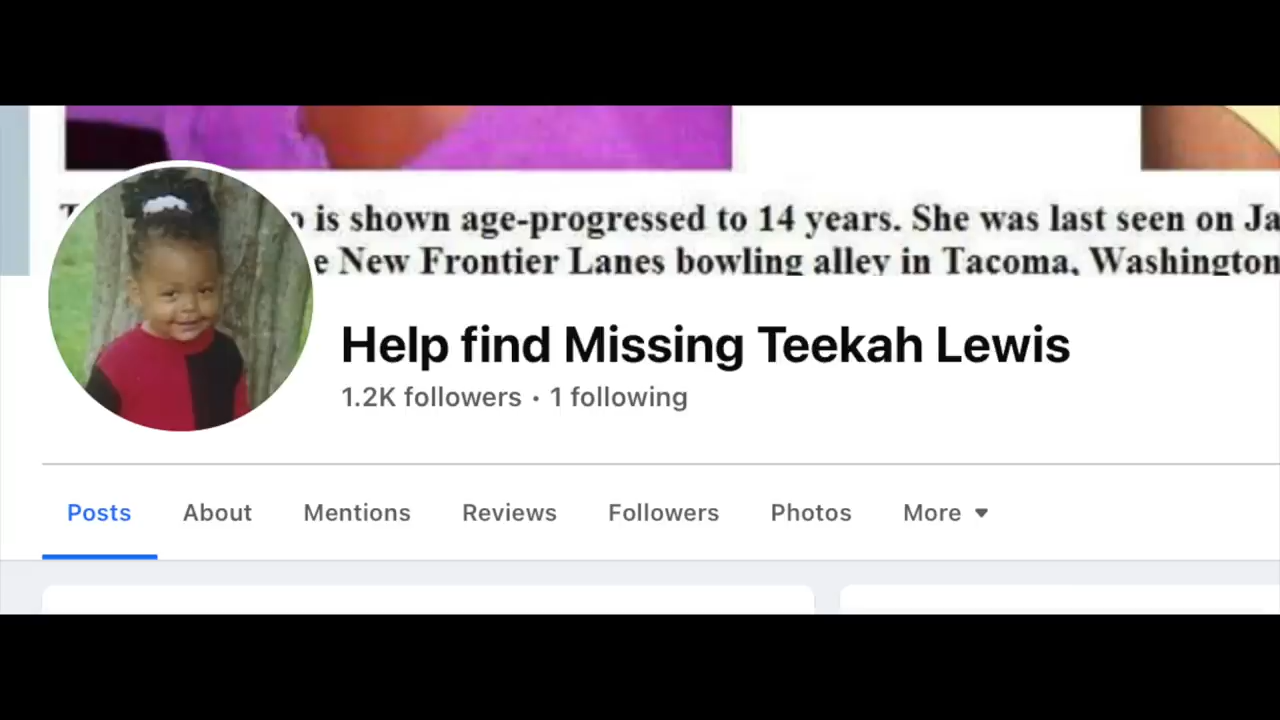 is shown age-progressed to 14 years. She was last seen on Ja
e New Frontier Lanes bowling alley in Tacoma, Washington
Help find Missing Teekah Lewis
1.2K followers · 1 following
Posts About Mentions Reviews Followers Photos More